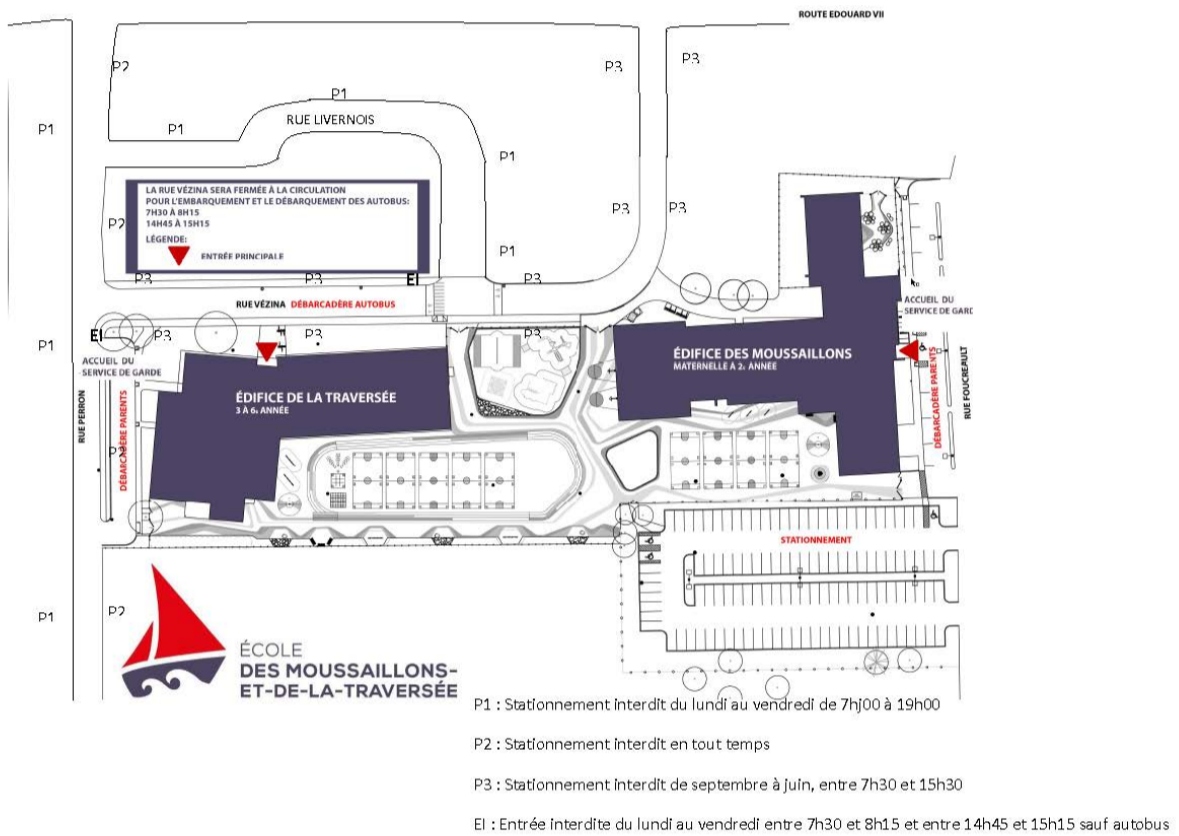 ROUTE EDOUARD VII
P2
P3
P3
P1
P1
P1
RUE LIVERNOIS
P1
P1
LA RUE VÉZINA SERA FERMÉE À LA CIRCULATION
POUR L'EMBARQUEMENT ET LE DÉBARQUEMENT DES AUTOBUS:
7H30 À 8H15
14H45 À 15H15
LÉGENDE:
ENTRÉE PRINCIPALE
P2
P3
P3
P1
P3
P3
EI
P3
RUE VÉZINA DÉBARCADÈRE AUTOBUS
EI
P3
P3
P3
P1
ACCUEIL DU
SERVICE DE GARDE
ACCUEIL DU
SERVICE DE GARD
ÉDIFICE DE LA TRAVERSÉE
3 À 6e ANNÉE
ÉDIFICE DES MOUSSAILLONS
MATERNELLE A 2e ANNÉE
RUE PERRON
DÉBARCADÈRE PARENTS
P2
DÉBARCADÈRE PARENTS
RUE FOUCREAULT
STATIONNEMENT
P1
P2
ÉCOLE
DES MOUSSAILLONS-
ET-DE-LA-TRAVERSÉE
P1 : Stationnement interdit du lundi au vendredi de 7hj00 à 19h00
P2 : Stationnement interdit en tout temps
P3 : Stationnement interdit de septembre à juin, entre 7h30 et 15h30
EI : Entrée interdite du lundi au vendredi entre 7h30 et 8h15 et entre 14h45 et 15h15 sauf autobus